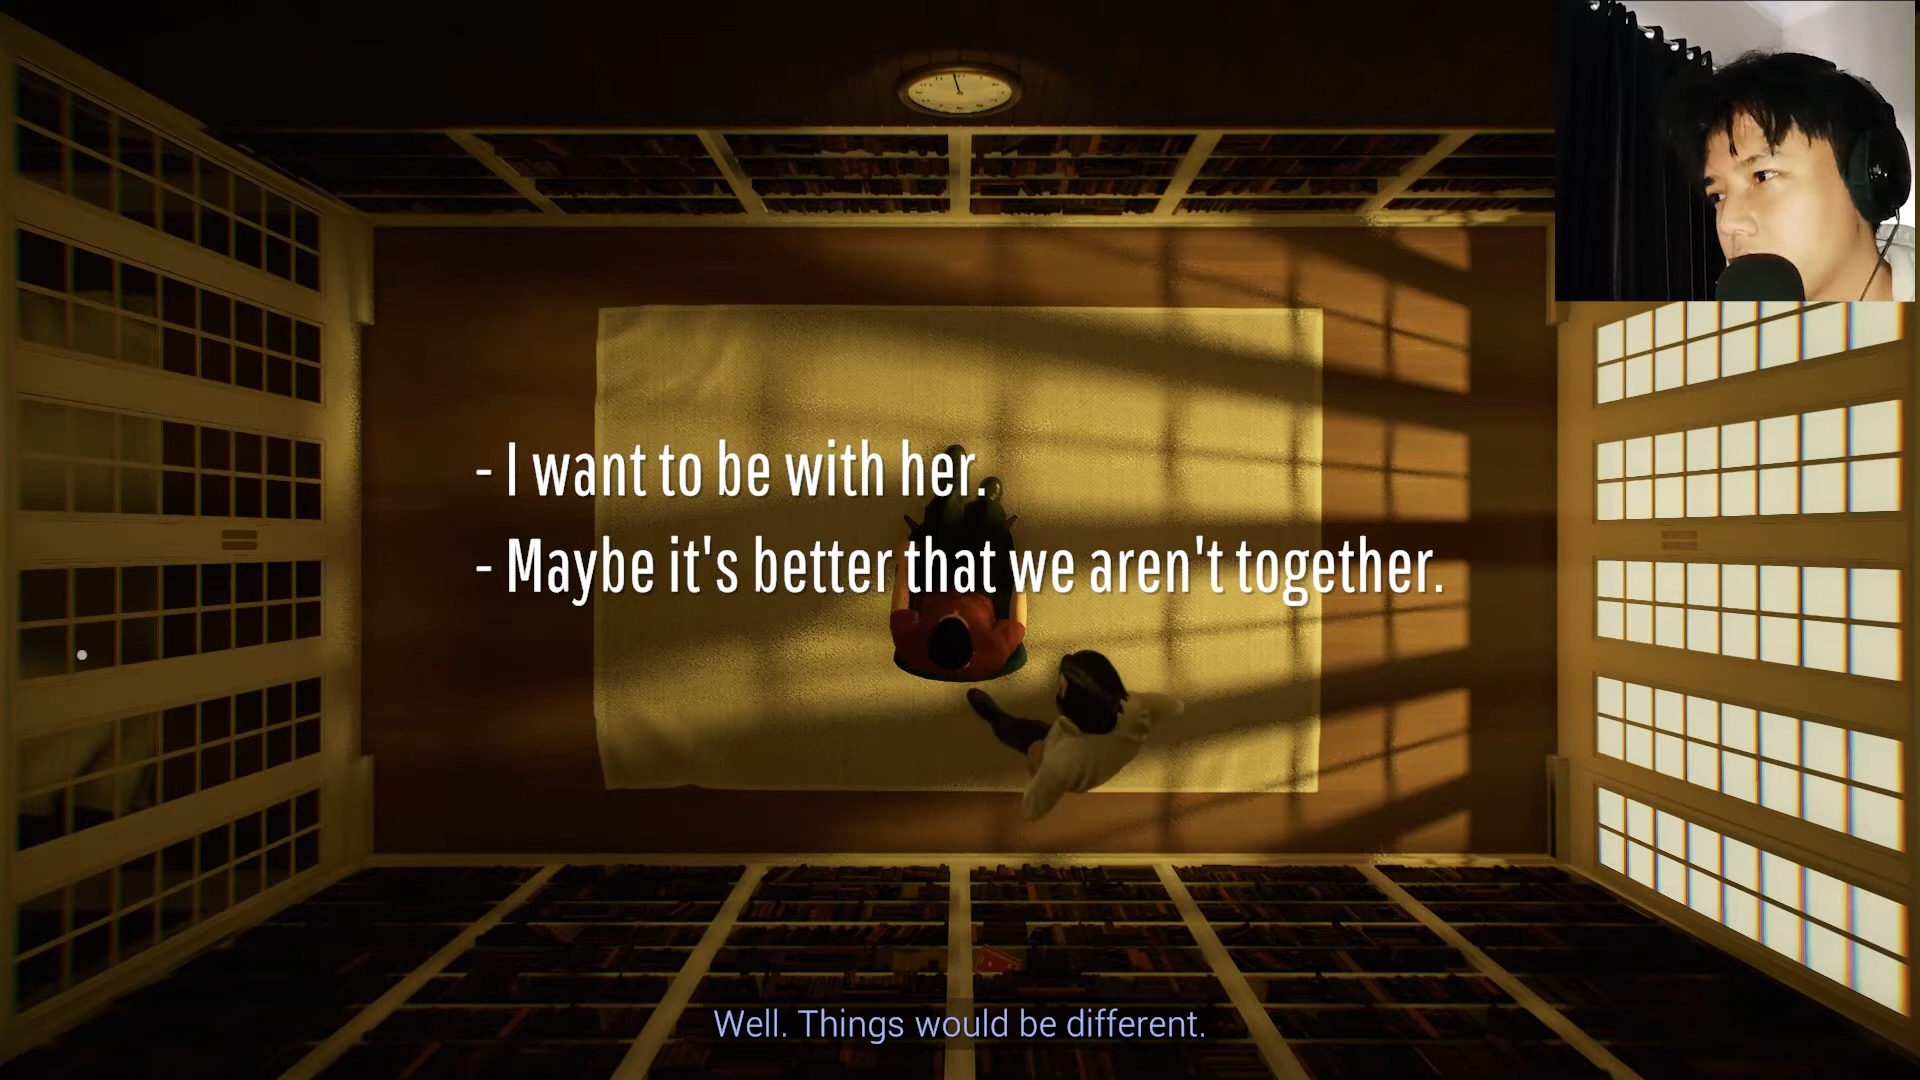 - I want to be with her.
- Maybe it's better that we aren't together.
Well. Things would be different.